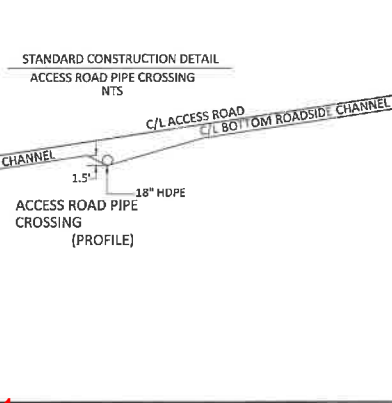 STANDARD CONSTRUCTION DETAIL
ACCESS ROAD PIPE CROSSING
NTS
C/L ACCESS ROAD
C/L BOTTOM ROADSIDE CHANNEL
CHANNEL
1.5'
18" HDPE
ACCESS ROAD PIPE
CROSSING
(PROFILE)